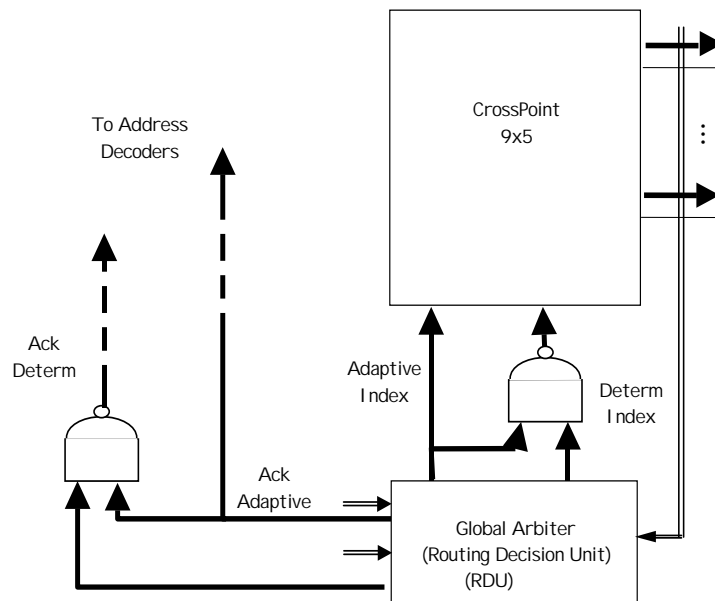 CrossPoint
9x5
To Address
Decoders
⋮
Ack
Determ
Adaptive
Index
Determ
Index
Ack
Adaptive
Global Arbiter
(Routing Decision Unit)
(RDU)